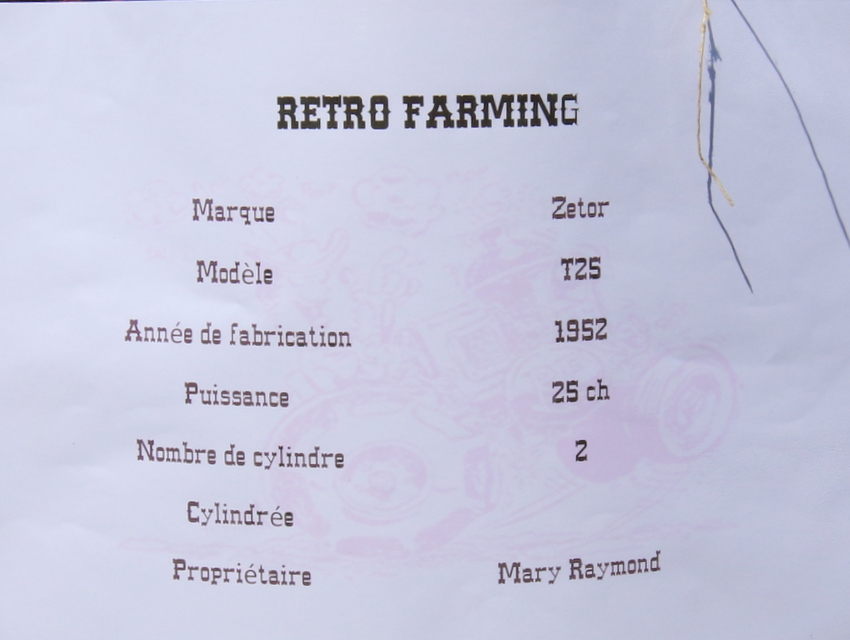 RETRO FARMING
Marque Zetor
Modèle T25
Année de fabrication 1952
Puissance 25 ch
Nombre de cylindre 2
Cylindrée
Propriétaire Mary Raymond